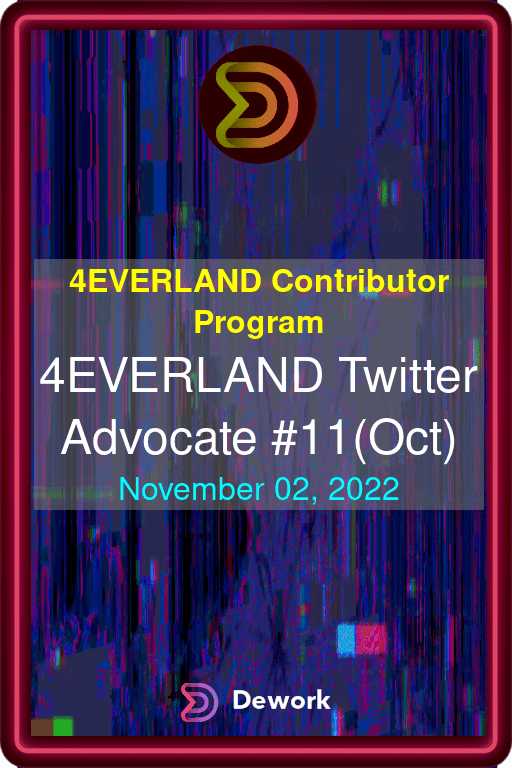 4EVERLAND Contributor
Program
4EVERLAND Twitter
Advocate #11(Oct)
November 02, 2022
Dework